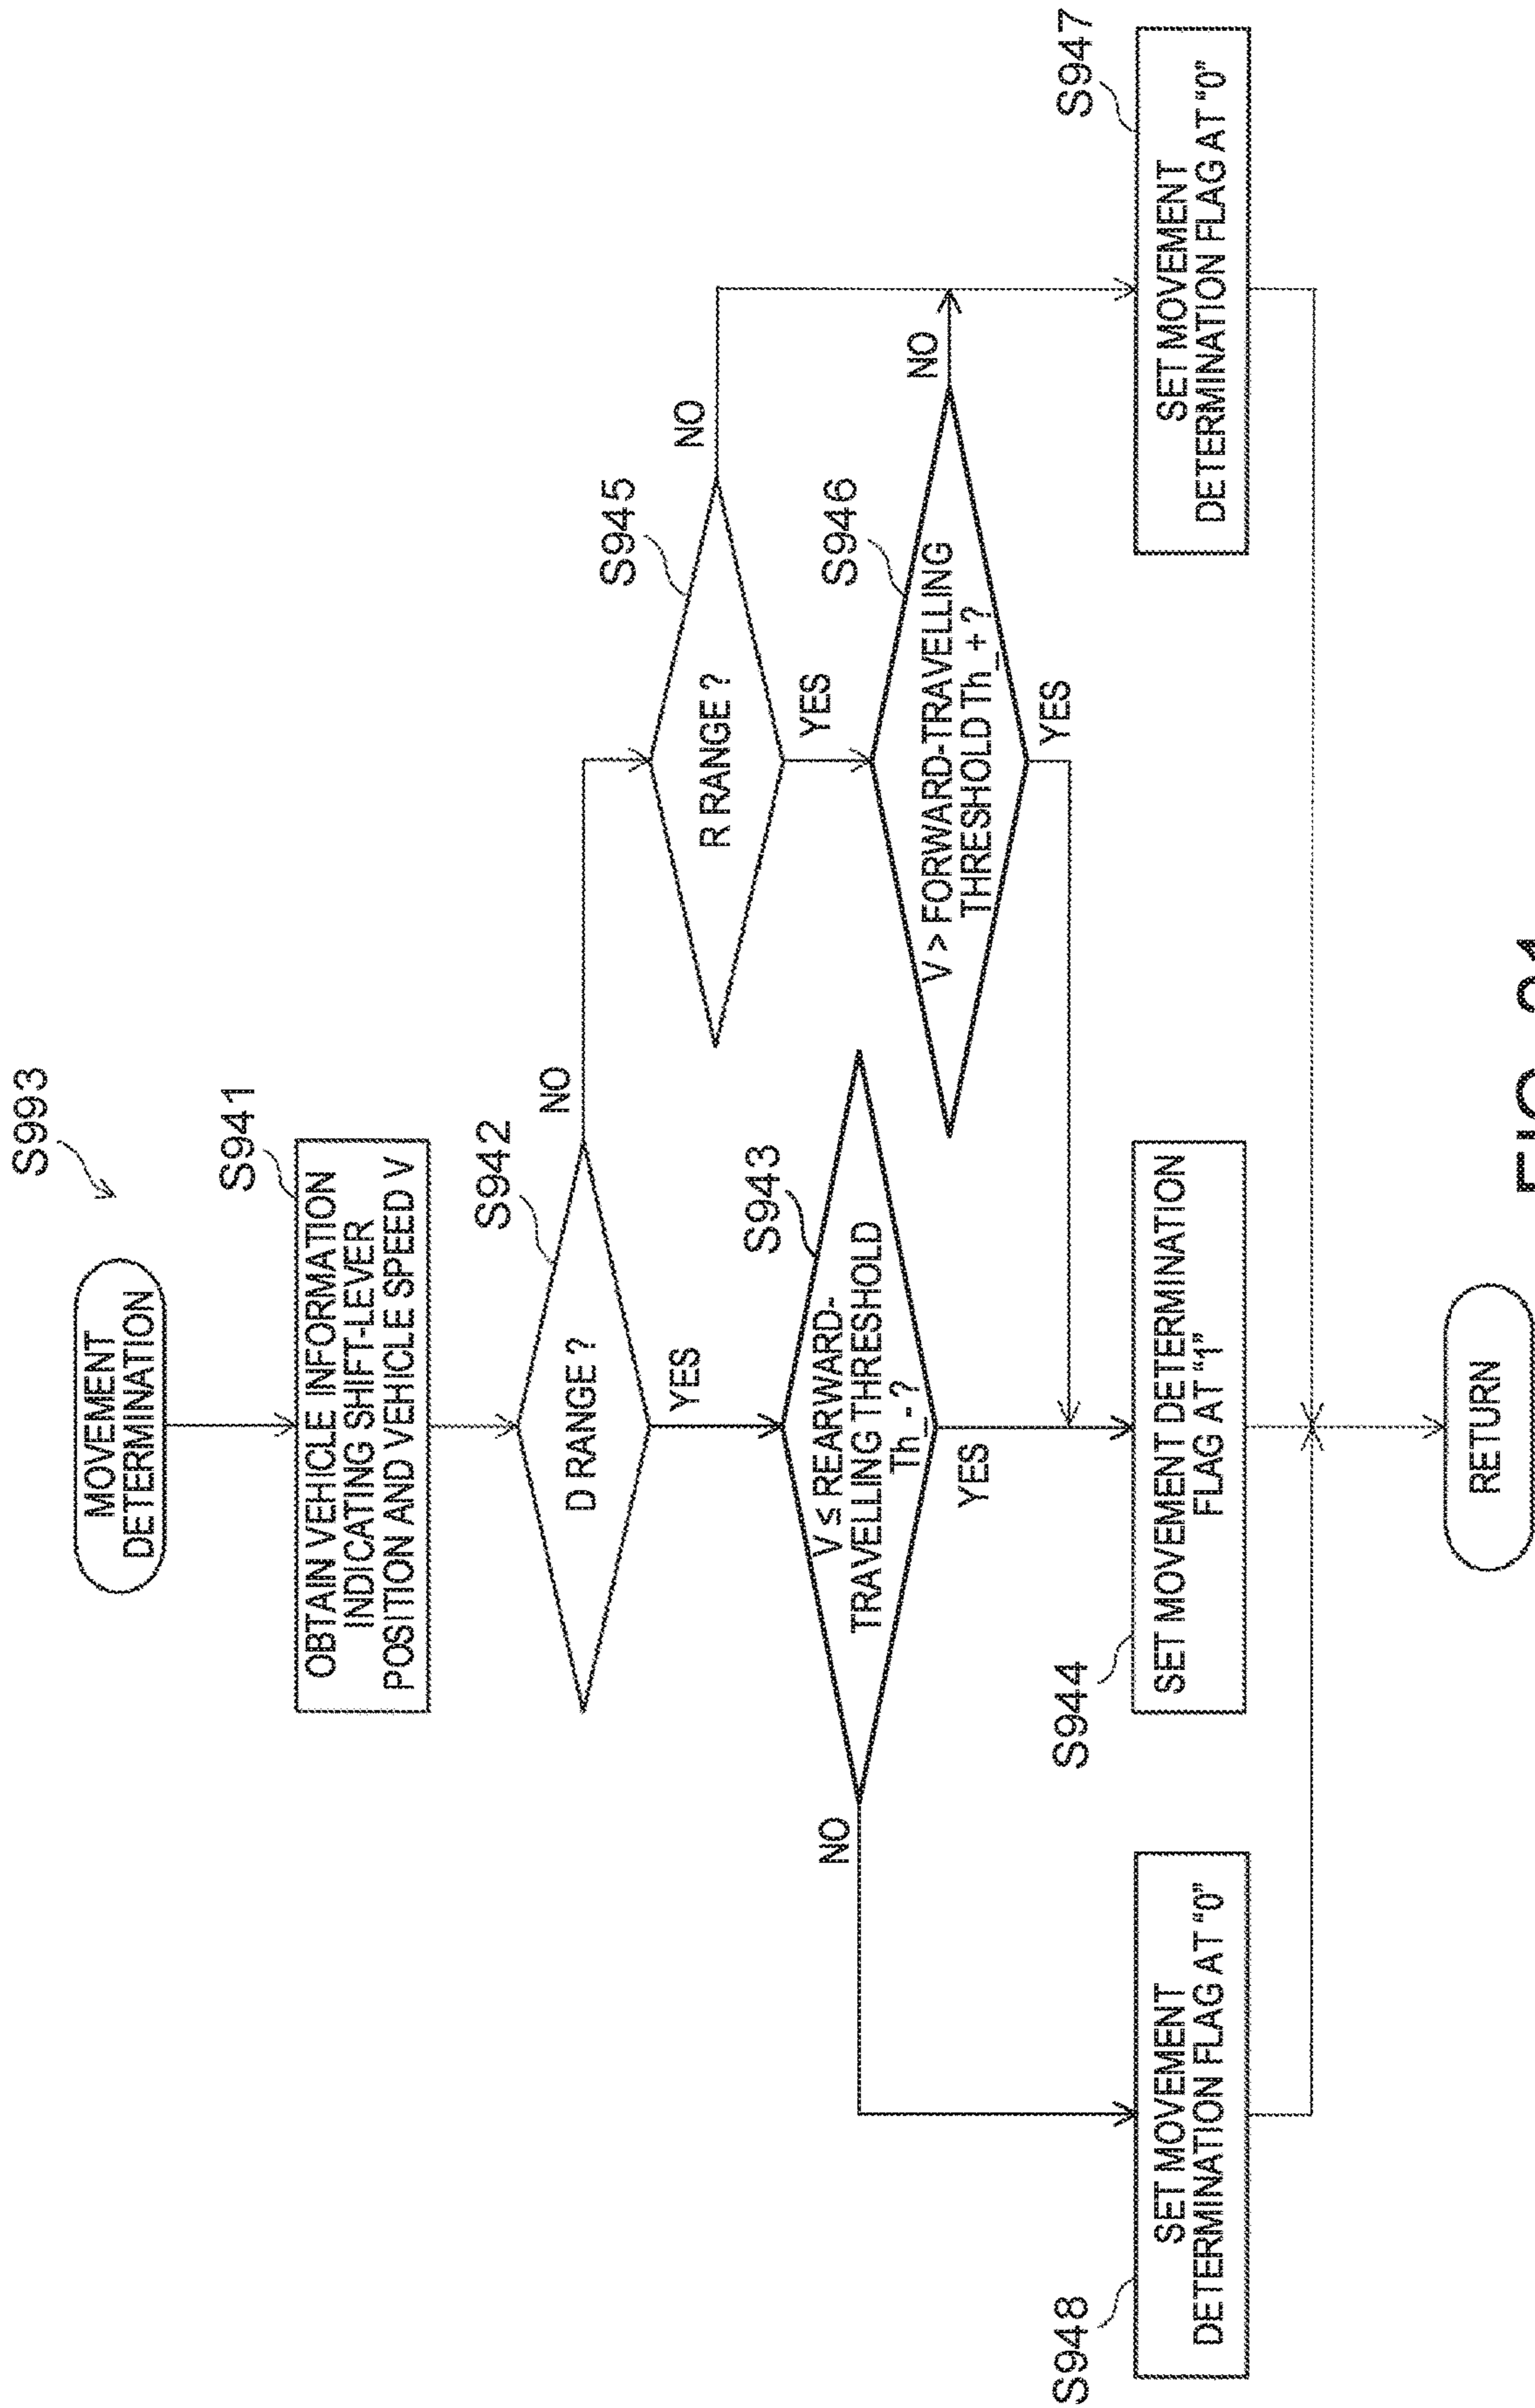 S993
MOVEMENT
DETERMINATION
S941
OBTAIN VEHICLE INFORMATION
INDICATING SHIFT-LEVER
POSITION AND VEHICLE SPEED V
S942
D RANGE ?
NO
YES
S945
R RANGE ?
NO
YES
S943
V ≤ REARWARD-
TRAVELLING THRESHOLD
Th_- ?
NO
YES
S946
V > FORWARD-TRAVELLING
THRESHOLD Th_+ ?
NO
YES
S948
SET MOVEMENT
DETERMINATION FLAG AT “0”
S944
SET MOVEMENT DETERMINATION
FLAG AT “1”
S947
SET MOVEMENT
DETERMINATION FLAG AT “0”
RETURN